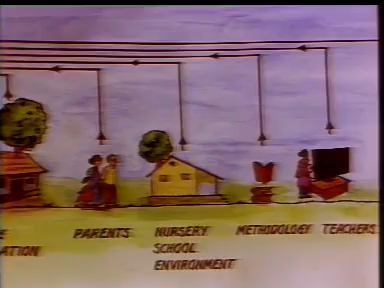 PARENTS
NURSERY
SCHOOL
ENVIRONMENT
METHODOLOGY
TEACHERS